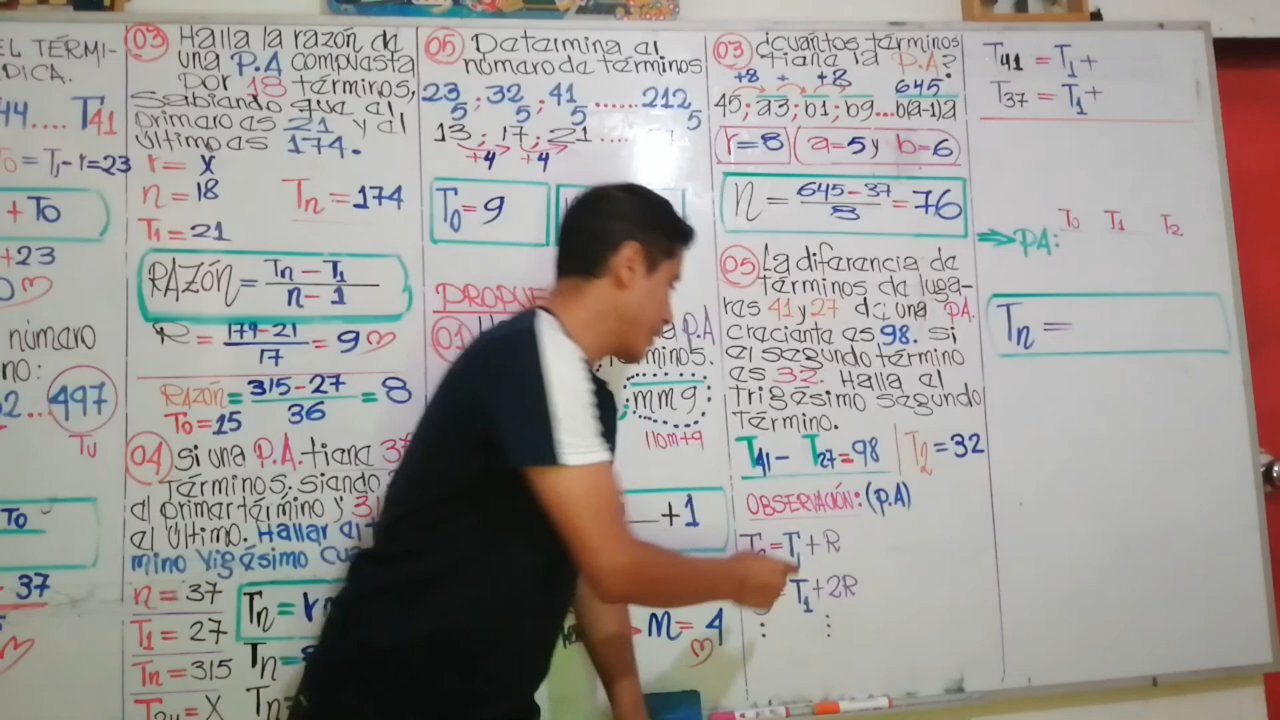 EL TÉRMI-
DICA.
44.... T41
T0 = T1-r=23
+ T0
+23
número
no:
2...497
Tu
T0
- 37
03 Halla la razón de
una P.A compuesta
por 18 términos,
Sabiendo que el
primero es 21 y el
último es 174.
r = x
n = 18
Tn = 174
T1 = 21
RAZÓN = Tn - T1 / n - 1
R = 174-21 / 17 = 9
RAZÓN = 315-27 / 36 = 8
T0=15
04 Si una P.A. tiene 37
Términos; siendo
el primer término y 31
el último. Hallar el
mino vigésimo cua
n = 37
T1 = 27
Tn = 315
T24 = X
Tn = r
Tn =
Tn =
05 Determina el
número de términos
23 5 ; 32 5 ; 41 5 ...... 212 5
13 ; 17 ; 21 ....
+4 +4
T0 = 9
PROPUE
01
P.A
minos.
; mm9
110m+9
+1
m = 4
03 ¿cuántos términos
tiene la P.A?
+8 + +8 645
45; a3; b1; b9...b(a-1)a
r=8 (a=5 y b=6)
n = 645-37 / 8 = 76
05 La diferencia de
términos de luga-
res 41 y 27 de una P.A.
creciente es 98. si
el segundo término
es 32. Halla el
Trigésimo segundo
término.
T41 - T27 = 98 | T2 = 32
OBSERVACIÓN: (P.A)
T2 = T1 + R
= T1 + 2R
⋮ ⋮
T41 = T1 +
T37 = T1 +
T0 T1 T2
⇒ PA:
Tn =